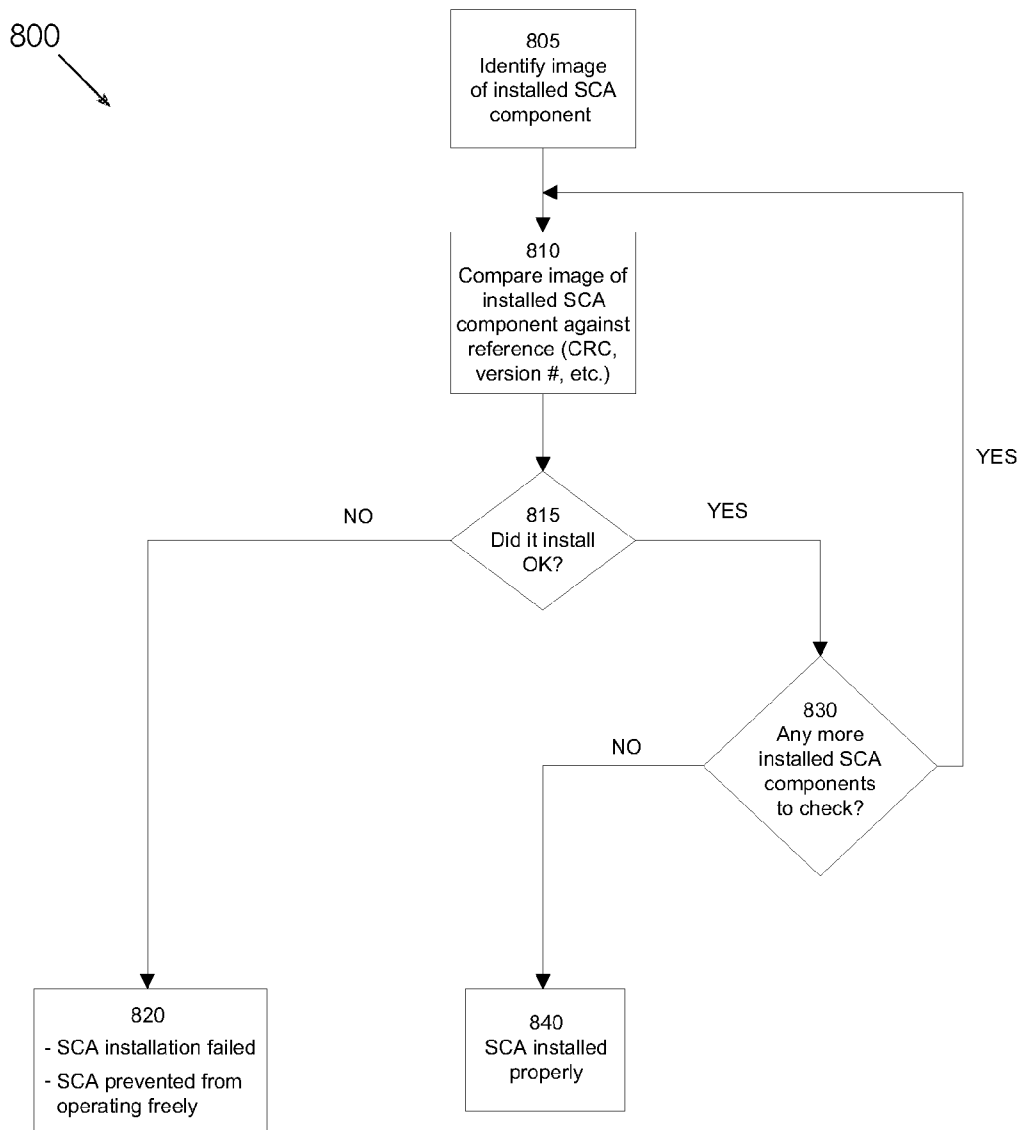 800
805
Identify image
of installed SCA
component
810
Compare image of
installed SCA
component against
reference (CRC,
version #, etc.)
YES
NO
815
Did it install
OK?
YES
830
Any more
installed SCA
components
to check?
NO
820
- SCA installation failed
- SCA prevented from
operating freely
840
SCA installed
properly